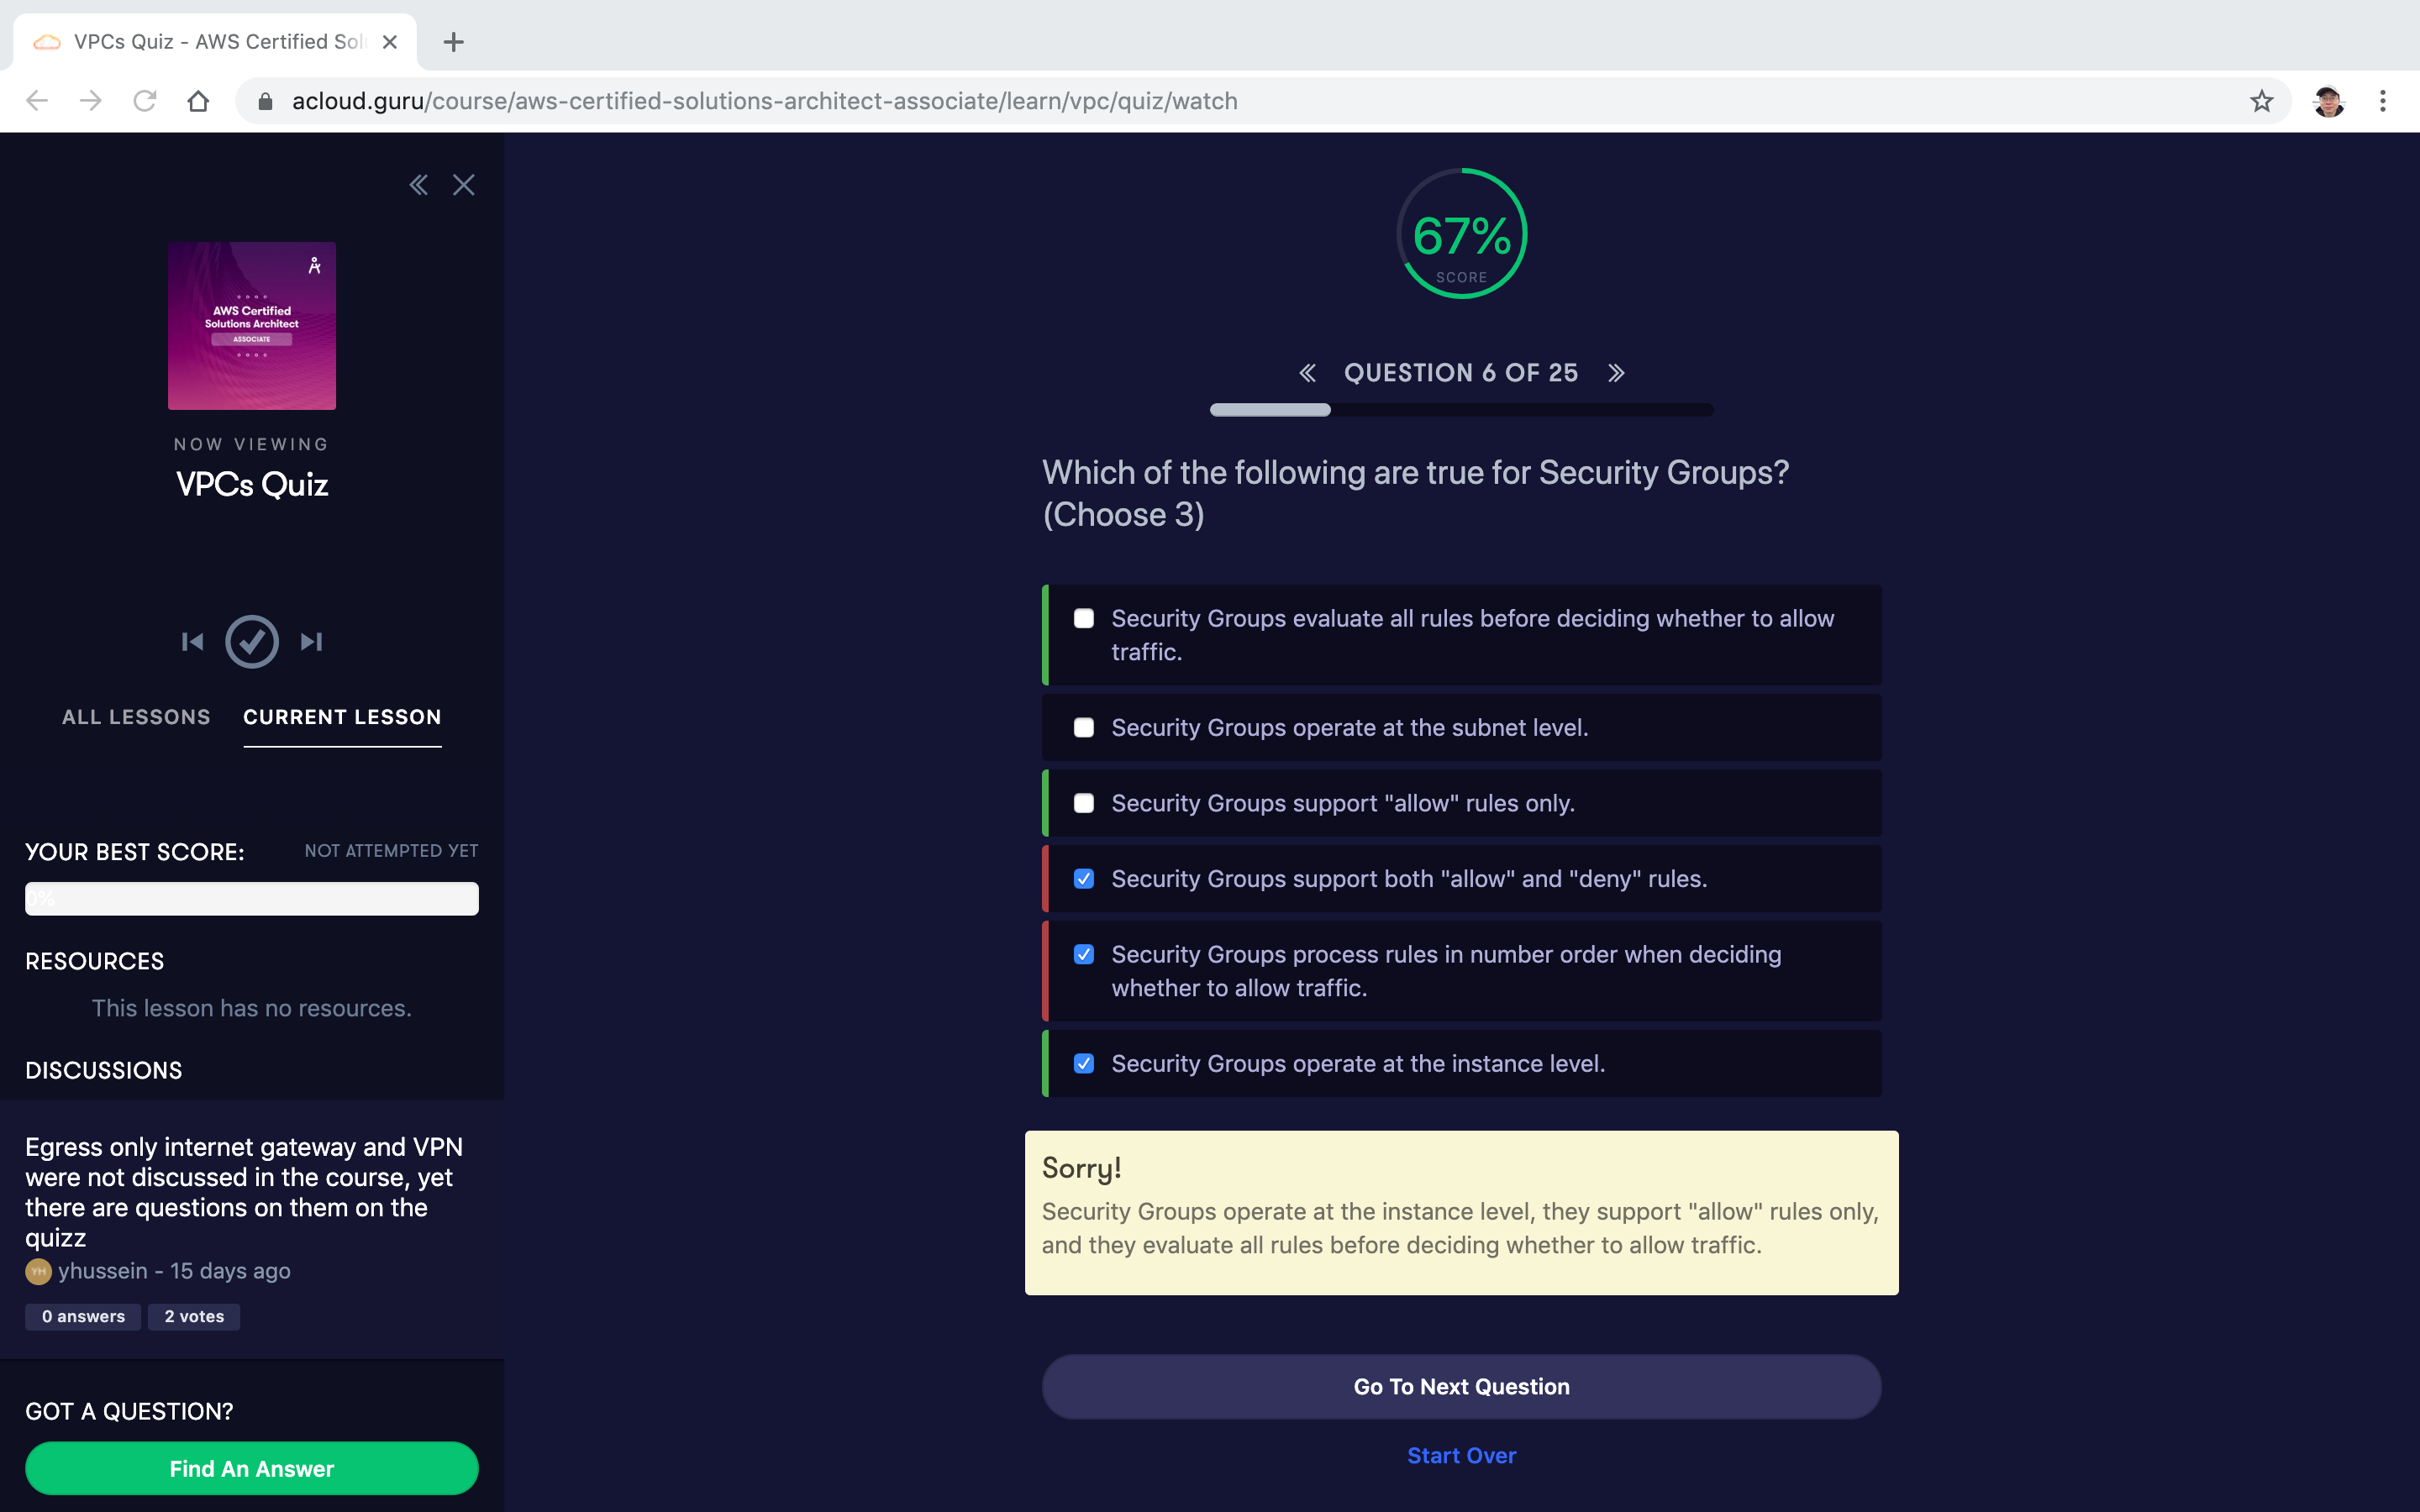 VPCs Quiz - AWS Certified Sol
acloud.guru/course/aws-certified-solutions-architect-associate/learn/vpc/quiz/watch
AWS Certified
Solutions Architect
ASSOCIATE
NOW VIEWING
VPCs Quiz
ALL LESSONS
CURRENT LESSON
YOUR BEST SCORE:
NOT ATTEMPTED YET
0%
RESOURCES
This lesson has no resources.
DISCUSSIONS
Egress only internet gateway and VPN
were not discussed in the course, yet
there are questions on them on the
quizz
YH
yhussein - 15 days ago
0 answers
2 votes
GOT A QUESTION?
Find An Answer
67%
SCORE
QUESTION 6 OF 25
Which of the following are true for Security Groups?
(Choose 3)
Security Groups evaluate all rules before deciding whether to allow
traffic.
Security Groups operate at the subnet level.
Security Groups support "allow" rules only.
Security Groups support both "allow" and "deny" rules.
Security Groups process rules in number order when deciding
whether to allow traffic.
Security Groups operate at the instance level.
Sorry!
Security Groups operate at the instance level, they support "allow" rules only,
and they evaluate all rules before deciding whether to allow traffic.
Go To Next Question
Start Over